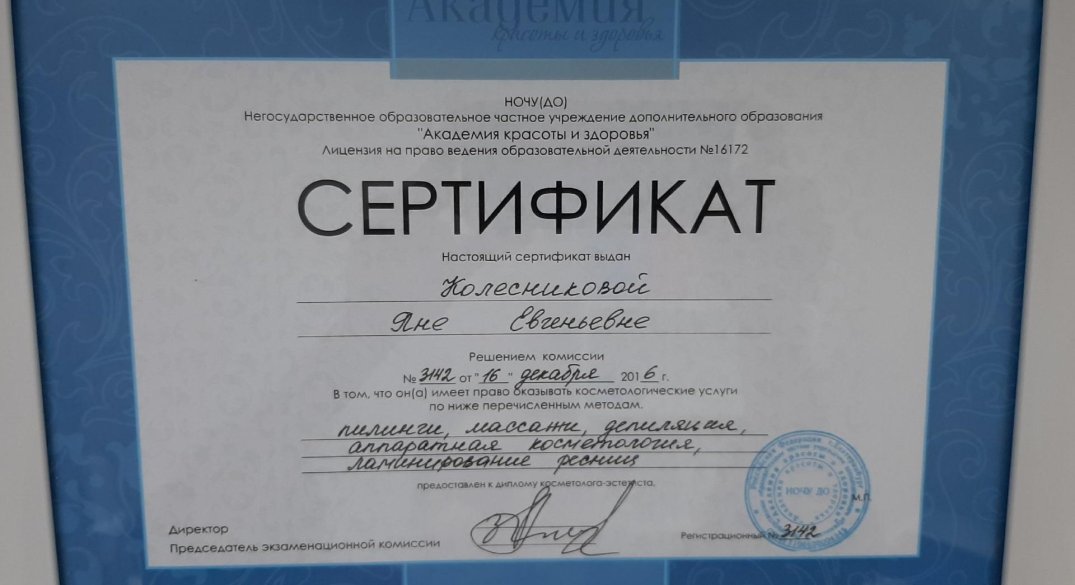 Академия
красоты и здоровья
НОЧУ(ДО)
Негосударственное образовательное частное учреждение дополнительного образования
"Академия красоты и здоровья"
Лицензия на право ведения образовательной деятельности №16172
СЕРТИФИКАТ
Настоящий сертификат выдан
Колесниковой
Яне Евгеньевне
Решением комиссии
№ 3142 от "16" декабря 2016 г.
В том, что он(а) имеет право оказывать косметологические услуги
по ниже перечисленным методам.
пилинги, массажи, депиляция,
аппаратная косметология,
ламинирование ресниц
предоставлен к диплому косметолога-эстетиста.
НОЧУ ДО
М.П.
Директор
Председатель экзаменационной комиссии
Регистрационный № 3142